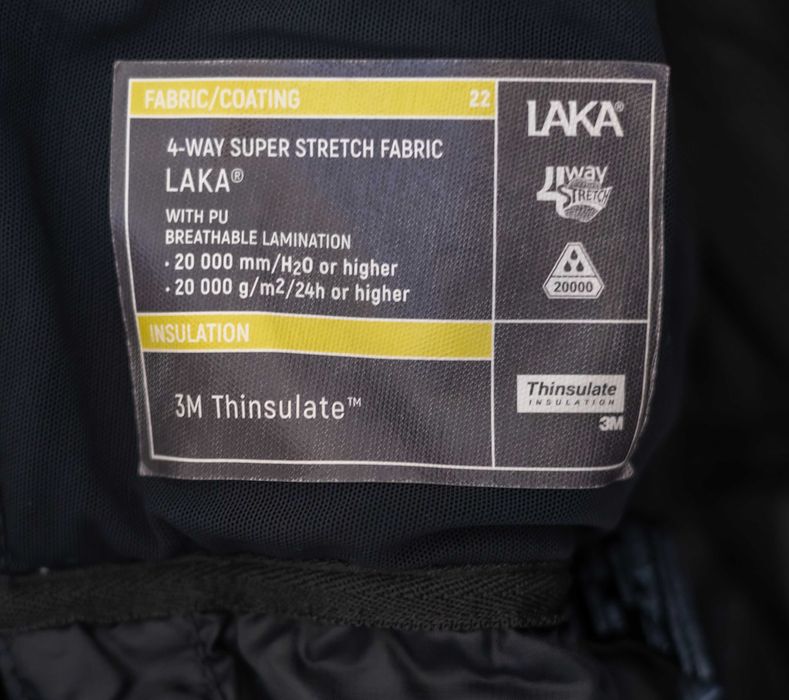 FABRIC/COATING 22
4-WAY SUPER STRETCH FABRIC
LAKA®
WITH PU
BREATHABLE LAMINATION
• 20 000 mm/H2O or higher
• 20 000 g/m2/24h or higher
INSULATION
3M Thinsulate™
LAKA®
4way
STRETCH
20000
Thinsulate
INSULATION
3M